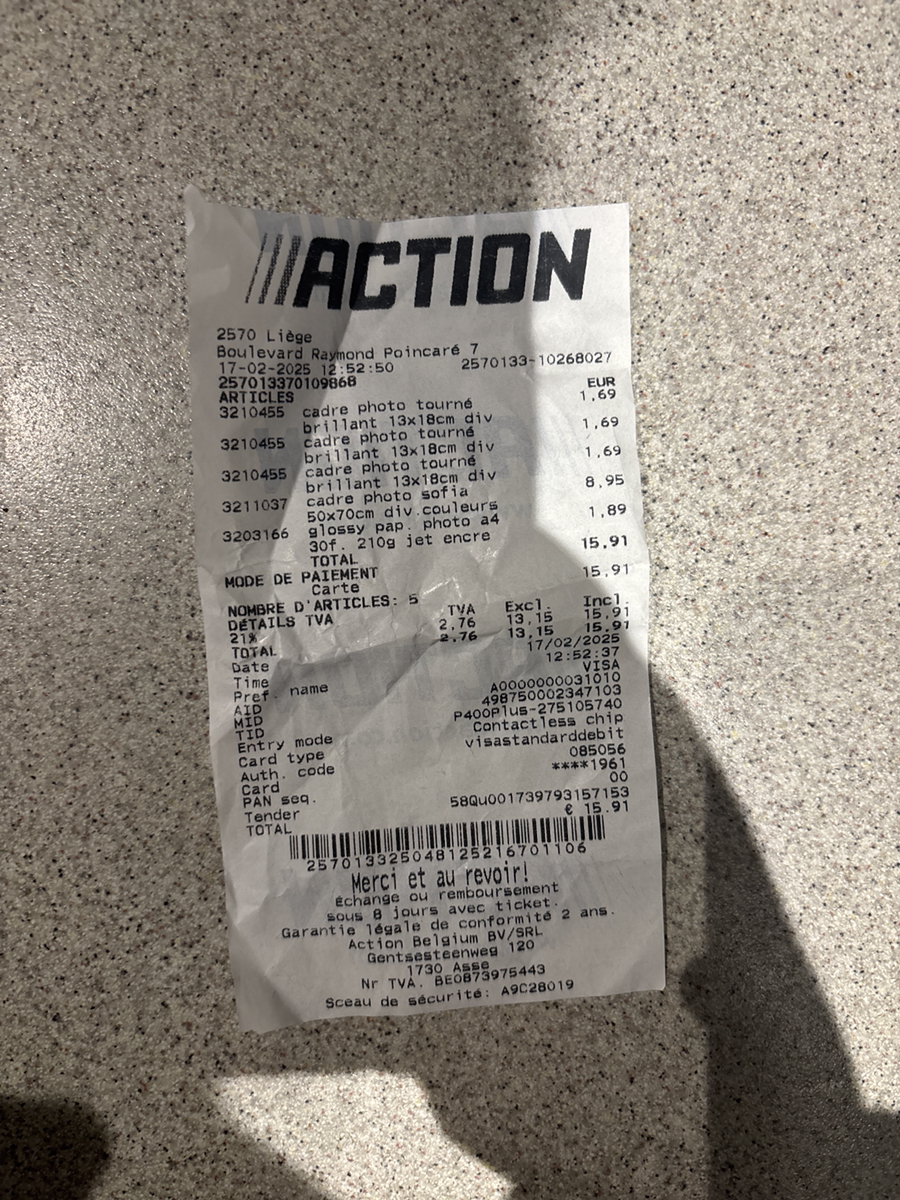 ///ACTION
2570 Liège
Boulevard Raymond Poincaré 7
17-02-2025 12:52:50 2570133-10268027
257013370109868
ARTICLES EUR
3210455 cadre photo tourné 1,69
brillant 13x18cm div
3210455 cadre photo tourné 1,69
brillant 13x18cm div
3210455 cadre photo tourné 1,69
brillant 13x18cm div
3211037 cadre photo sofia 8,95
50x70cm div.couleurs
3203166 glossy pap. photo a4 1,89
30f. 210g jet encre
TOTAL 15,91
MODE DE PAIEMENT
Carte 15,91
NOMBRE D'ARTICLES: 5
DÉTAILS TVA TVA Excl. Incl.
21% 2,76 13,15 15,91
TOTAL 2,76 13,15 15,91
Date 17/02/2025
Time 12:52:37
Pref. name VISA
AID A0000000031010
MID 498750002347103
TID P400Plus-275105740
Entry mode Contactless chip
Card type visastandarddebit
Auth. code 085056
Card ****1961
PAN seq. 00
Tender 58Qu001739793157153
TOTAL € 15.91
257013325048125216701106
Merci et au revoir!
Échange ou remboursement
sous 8 jours avec ticket.
Garantie légale de conformité 2 ans.
Action Belgium BV/SRL
Gentsesteenweg 120
1730 Asse
Nr TVA. BE0873975443
Sceau de sécurité: A9C28019